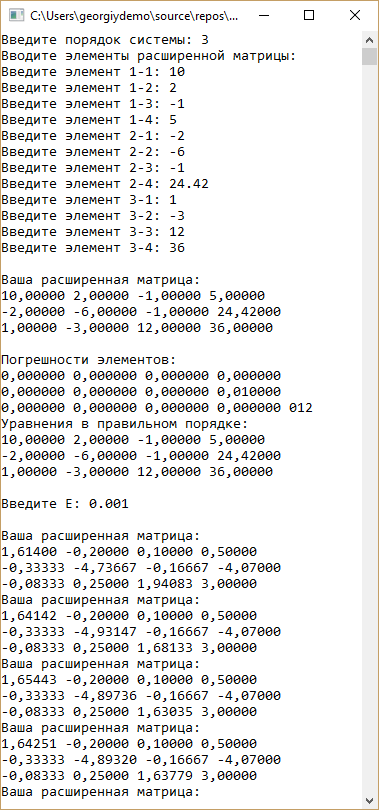 C:\Users\georgiydemo\source\repos\...
Введите порядок системы: 3
Вводите элементы расширенной матрицы:
Введите элемент 1-1: 10
Введите элемент 1-2: 2
Введите элемент 1-3: -1
Введите элемент 1-4: 5
Введите элемент 2-1: -2
Введите элемент 2-2: -6
Введите элемент 2-3: -1
Введите элемент 2-4: 24.42
Введите элемент 3-1: 1
Введите элемент 3-2: -3
Введите элемент 3-3: 12
Введите элемент 3-4: 36
Ваша расширенная матрица:
10,00000 2,00000 -1,00000 5,00000
-2,00000 -6,00000 -1,00000 24,42000
1,00000 -3,00000 12,00000 36,00000
Погрешности элементов:
0,000000 0,000000 0,000000 0,000000
0,000000 0,000000 0,000000 0,010000
0,000000 0,000000 0,000000 0,000000 012
Уравнения в правильном порядке:
10,00000 2,00000 -1,00000 5,00000
-2,00000 -6,00000 -1,00000 24,42000
1,00000 -3,00000 12,00000 36,00000
Введите E: 0.001
Ваша расширенная матрица:
1,61400 -0,20000 0,10000 0,50000
-0,33333 -4,73667 -0,16667 -4,07000
-0,08333 0,25000 1,94083 3,00000
Ваша расширенная матрица:
1,64142 -0,20000 0,10000 0,50000
-0,33333 -4,93147 -0,16667 -4,07000
-0,08333 0,25000 1,68133 3,00000
Ваша расширенная матрица:
1,65443 -0,20000 0,10000 0,50000
-0,33333 -4,89736 -0,16667 -4,07000
-0,08333 0,25000 1,63035 3,00000
Ваша расширенная матрица:
1,64251 -0,20000 0,10000 0,50000
-0,33333 -4,89320 -0,16667 -4,07000
-0,08333 0,25000 1,63779 3,00000
Ваша расширенная матрица: